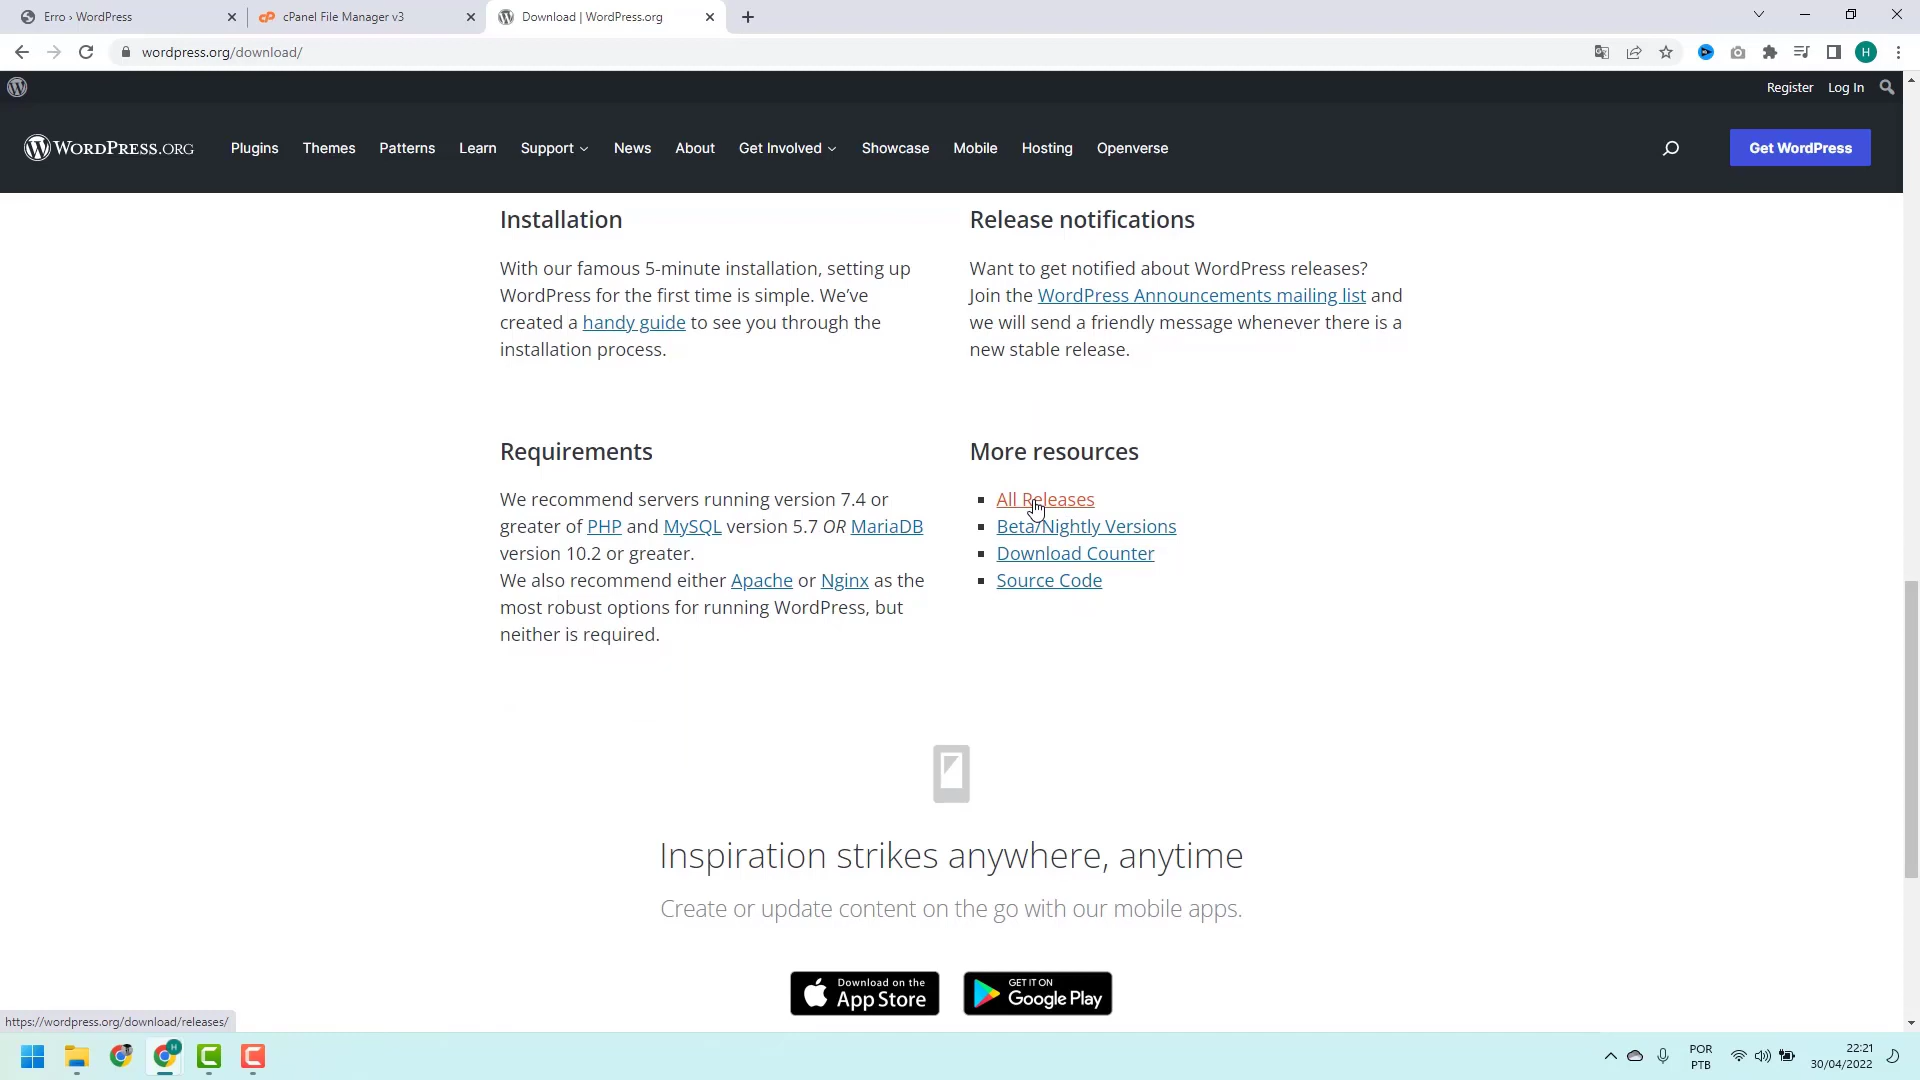 Erro › WordPress
cPanel File Manager v3
Download | WordPress.org
wordpress.org/download/
H
Register Log In
WORDPRESS.ORG Plugins Themes Patterns Learn Support News About Get Involved Showcase Mobile Hosting Openverse Get WordPress
Installation
With our famous 5-minute installation, setting up
WordPress for the first time is simple. We've
created a handy guide to see you through the
installation process.
Release notifications
Want to get notified about WordPress releases?
Join the WordPress Announcements mailing list and
we will send a friendly message whenever there is a
new stable release.
Requirements
We recommend servers running version 7.4 or
greater of PHP and MySQL version 5.7 OR MariaDB
version 10.2 or greater.
We also recommend either Apache or Nginx as the
most robust options for running WordPress, but
neither is required.
More resources
All Releases
Beta/Nightly Versions
Download Counter
Source Code
Inspiration strikes anywhere, anytime
Create or update content on the go with our mobile apps.
Download on the
App Store
GET IT ON
Google Play
https://wordpress.org/download/releases/
H
POR
PTB
22:21
30/04/2022